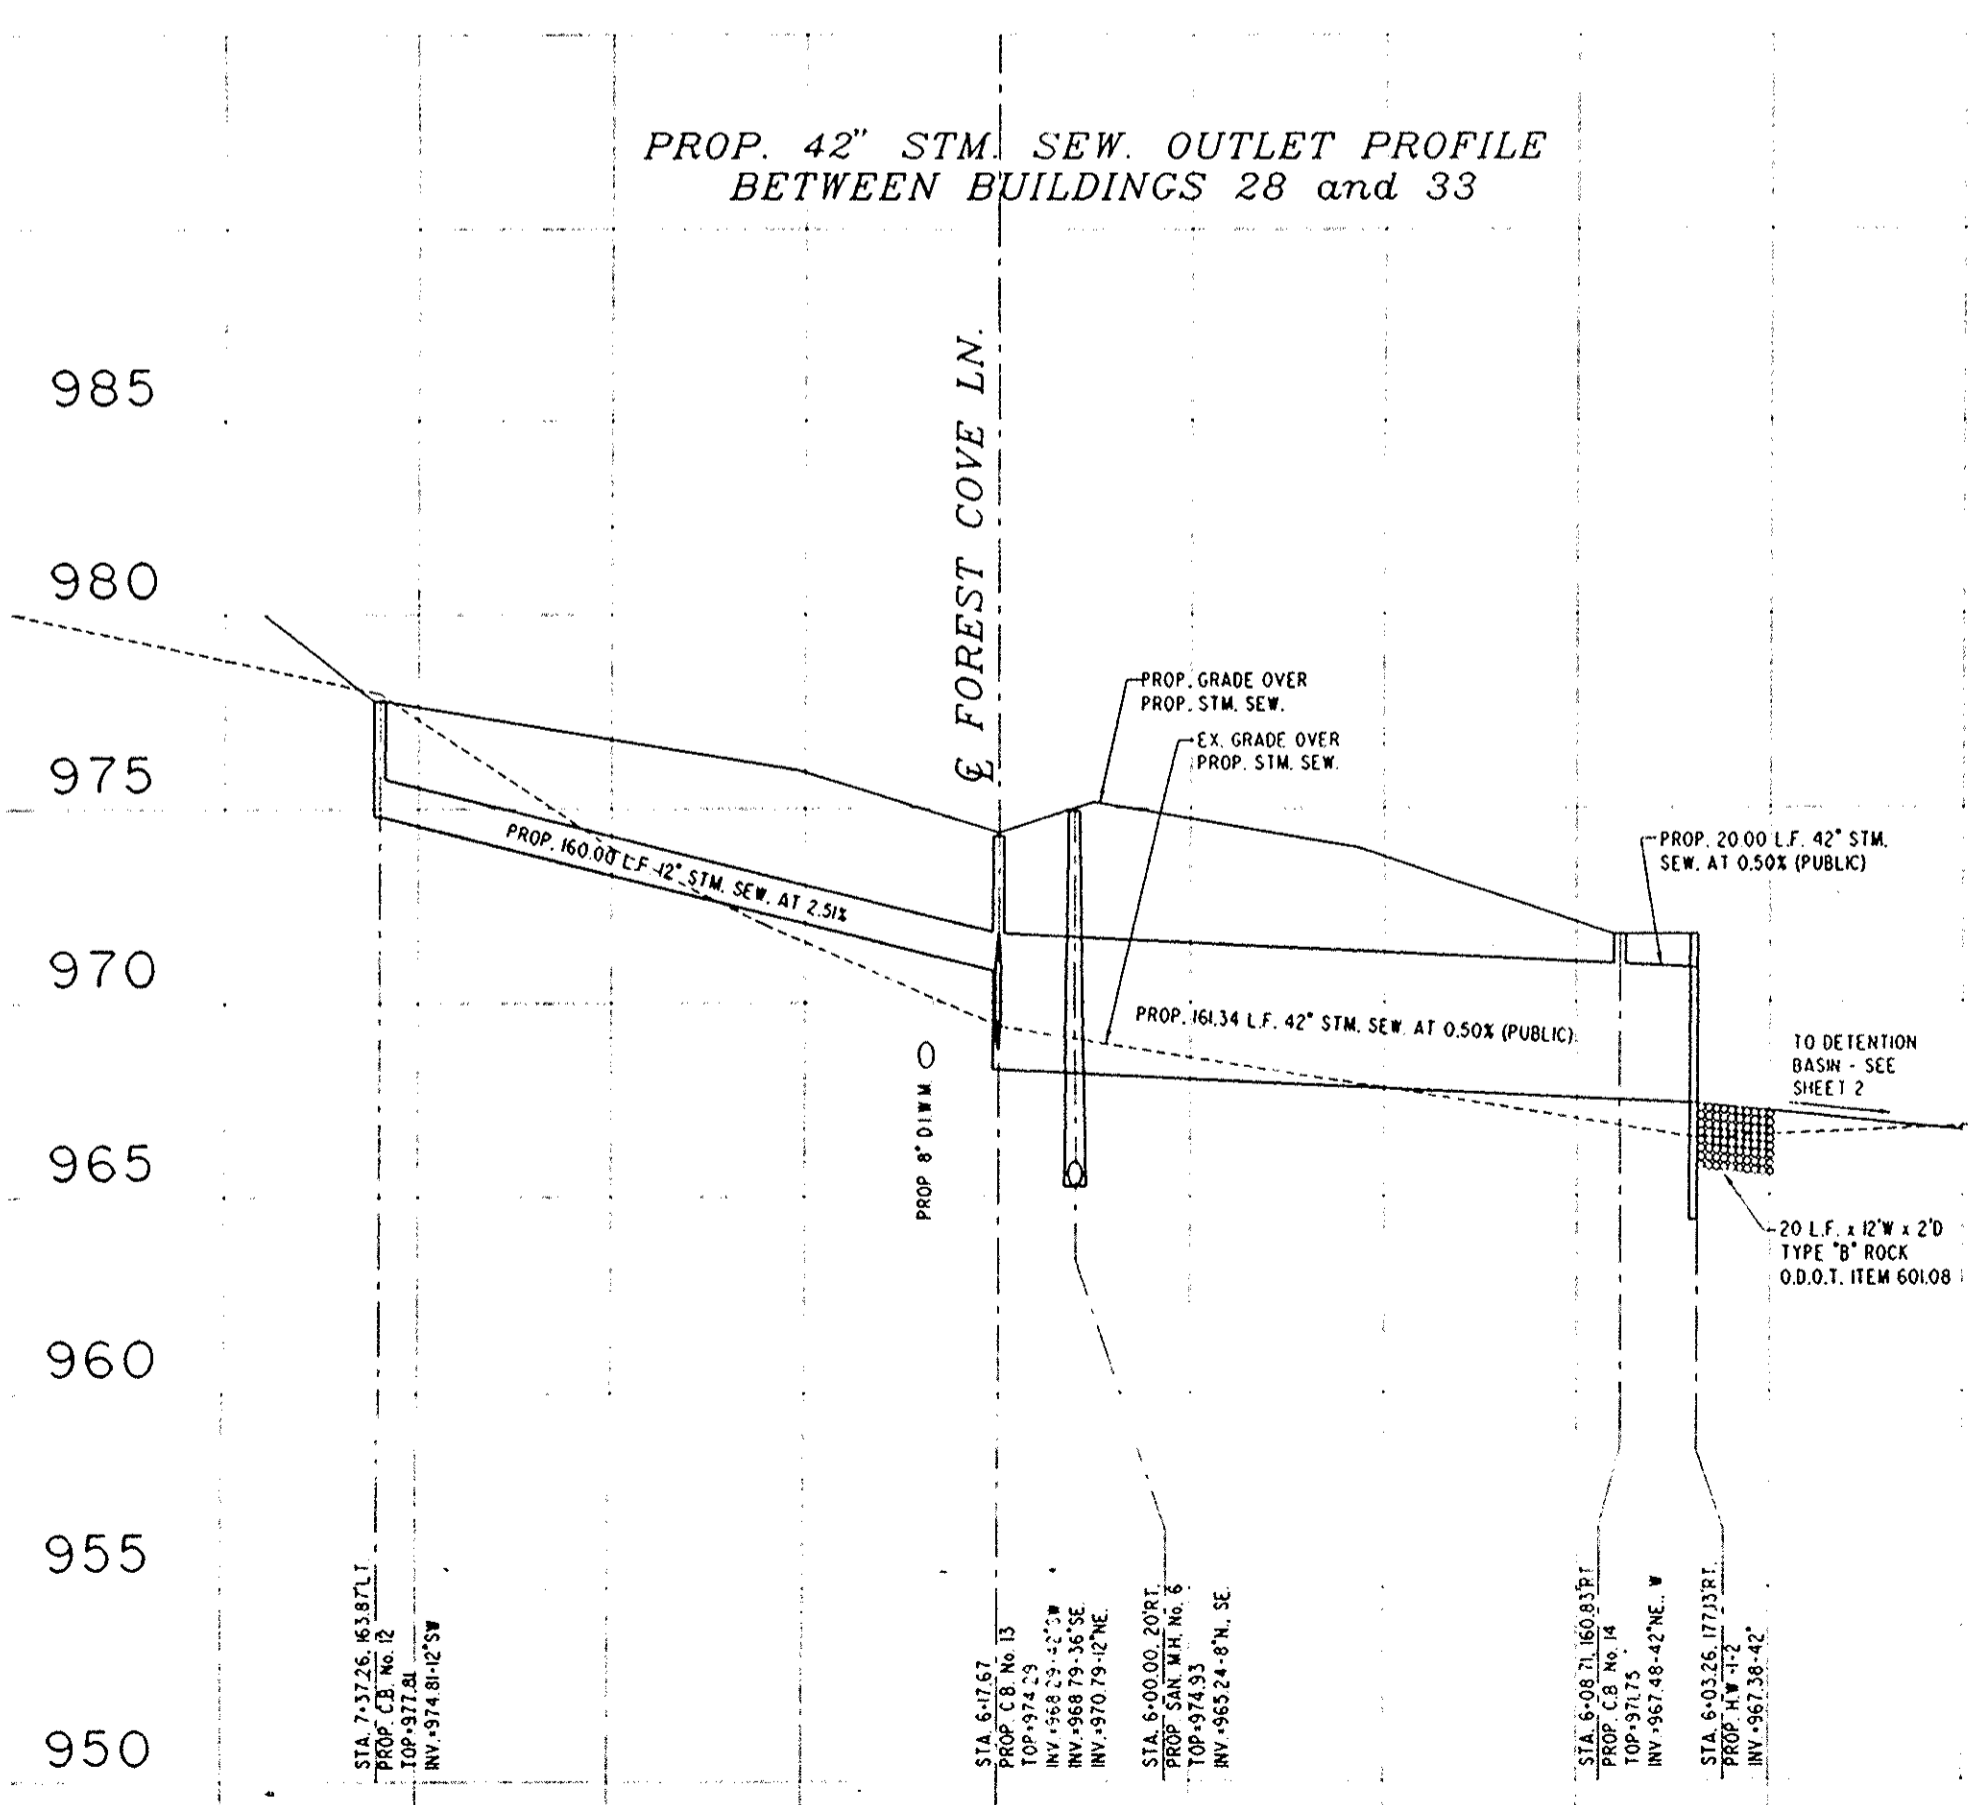 PROP. 42" STM. SEW. OUTLET PROFILE
BETWEEN BUILDINGS 28 and 33
985
980
975
970
965
960
955
950
℄ FOREST COVE LN.
PROP. GRADE OVER
PROP. STM. SEW.
EX. GRADE OVER
PROP. STM. SEW.
PROP. 20.00 L.F. 42" STM.
SEW. AT 0.50% (PUBLIC)
PROP. 160.00 L.F. 12" STM. SEW. AT 2.51%
PROP. 161.34 L.F. 42" STM. SEW. AT 0.50% (PUBLIC)
TO DETENTION
BASIN - SEE
SHEET 2
PROP 8" DIWM
20 L.F. x 12'W x 2'D
TYPE "B" ROCK
O.D.O.T. ITEM 601.08
STA. 7+37.26, 163.87'LT.
PROP. C.B. No. 12
TOP=977.81
INV.=974.81-12"SW
STA. 6+17.67
PROP. C.B. No. 13
TOP=974.29
INV.=968.29-42"SW
INV.=968.79-36"SE.
INV.=970.79-12"NE.
STA. 6+00.00, 20'RT.
PROP. SAN. M.H. No. 6
TOP=974.93
INV.=965.24-8"N., SE.
STA. 6+08.71, 160.83'RT
PROP. C.B. No. 14
TOP=971.75
INV.=967.48-42"NE., W
STA. 6+03.26, 177.13'RT.
PROP. H.W.-1-2
INV.=967.38-42"